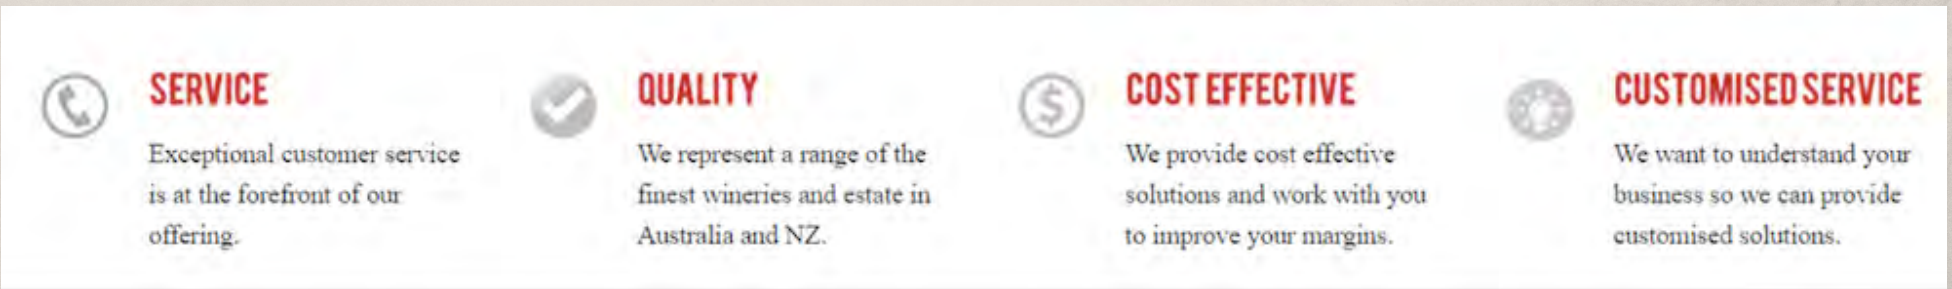 SERVICE
Exceptional customer service
is at the forefront of our
offering.
QUALITY
We represent a range of the
finest wineries and estate in
Australia and NZ.
COST EFFECTIVE
We provide cost effective
solutions and work with you
to improve your margins.
CUSTOMISED SERVICE
We want to understand your
business so we can provide
customised solutions.